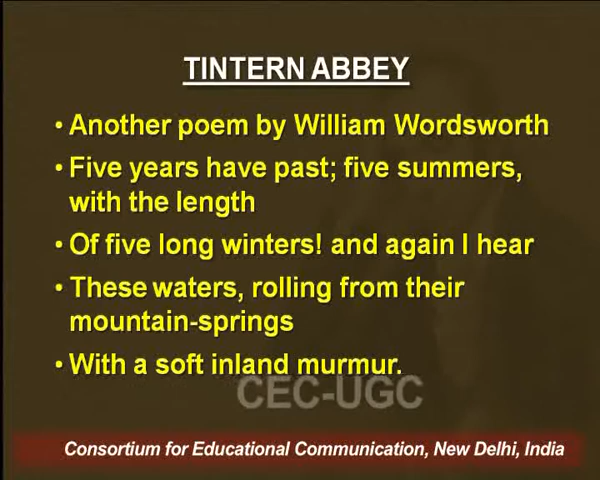 TINTERN ABBEY
• Another poem by William Wordsworth
• Five years have past; five summers,
with the length
• Of five long winters! and again I hear
• These waters, rolling from their
mountain-springs
• With a soft inland murmur.
CEC-UGC
Consortium for Educational Communication, New Delhi, India